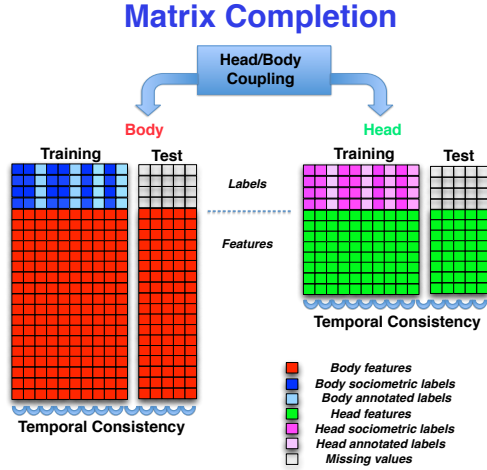 Matrix Completion
Head/Body
Coupling
Body
Head
Training
Test
Training
Test
Labels
Features
Temporal Consistency
Temporal Consistency
Body features
Body sociometric labels
Body annotated labels
Head features
Head sociometric labels
Head annotated labels
Missing values